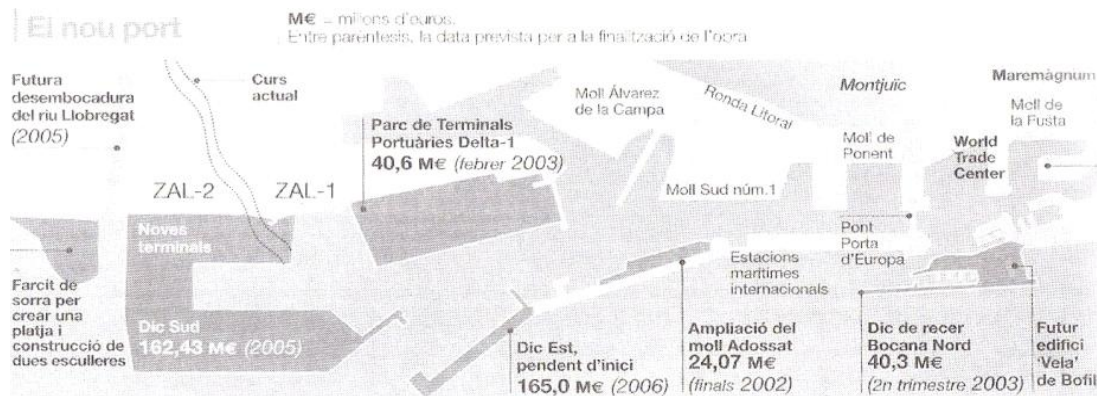 El nou port
M€ = milions d'euros.
Entre parèntesis, la data prevista per a la finalització de l'obra
Futura
desembocadura
del riu Llobregat
(2005)
Curs
actual
Parc de Terminals
Portuàries Delta-1
40,6 M€ (febrer 2003)
Moll Álvarez
de la Campa
Ronda Litoral
Montjuïc
Maremàgnum
Moll de
la Fusta
Moll de
Ponent
World
Trade
Center
ZAL-2
ZAL-1
Moll Sud núm.1
Noves
terminals
Pont
Porta
d'Europa
Estacions
marítimes
internacionals
Farcit de
sorra per
crear una
platja i
construcció de
dues esculleres
Dic Sud
162,43 M€ (2005)
Dic Est,
pendent d'inici
165,0 M€ (2006)
Ampliació del
moll Adossat
24,07 M€
(finals 2002)
Dic de recer
Bocana Nord
40,3 M€
(2n trimestre 2003)
Futur
edifici
'Vela'
de Bofil